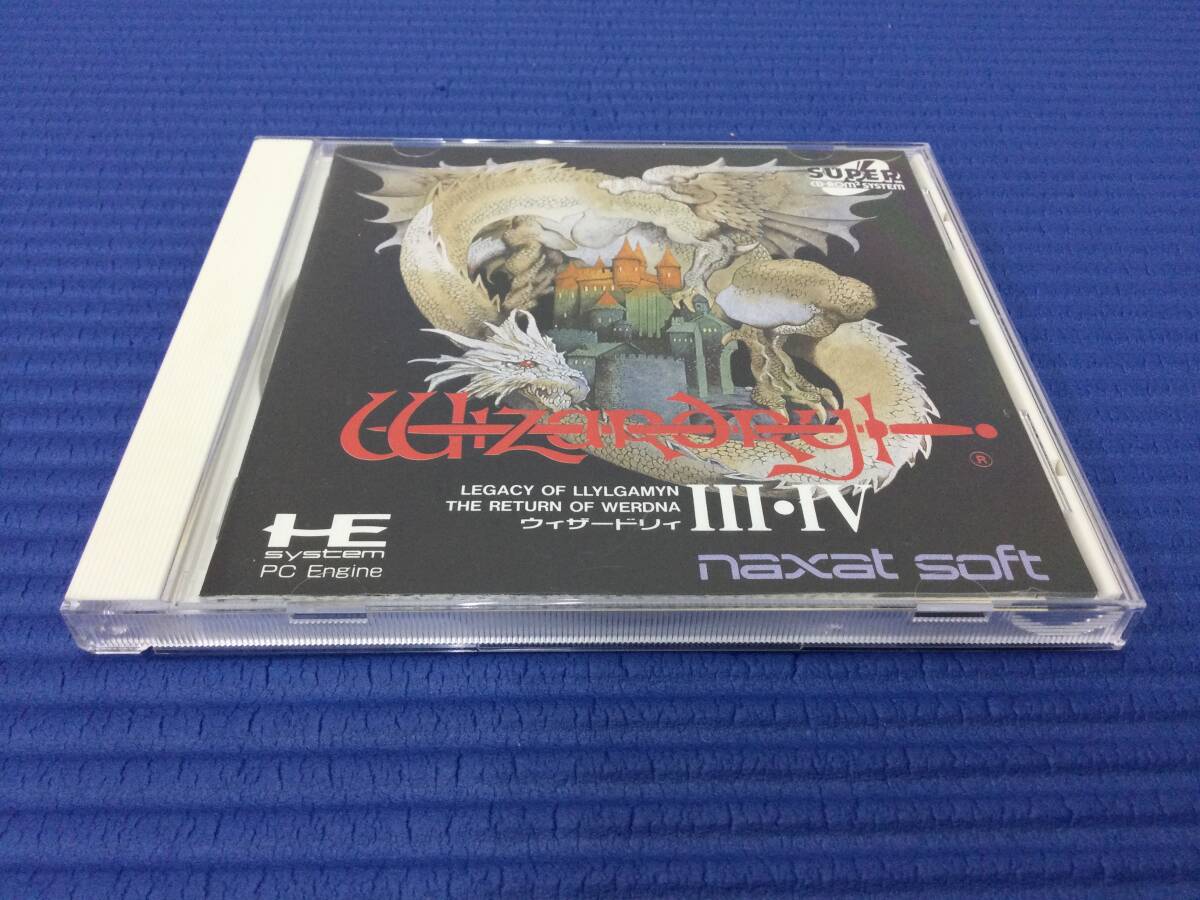 SUPER
CD-ROM² SYSTEM
Wizardry
®
LEGACY OF LLYLGAMYN
THE RETURN OF WERDNA
ウィザードリィ
III•IV
HE
system
PC Engine
naxat soft